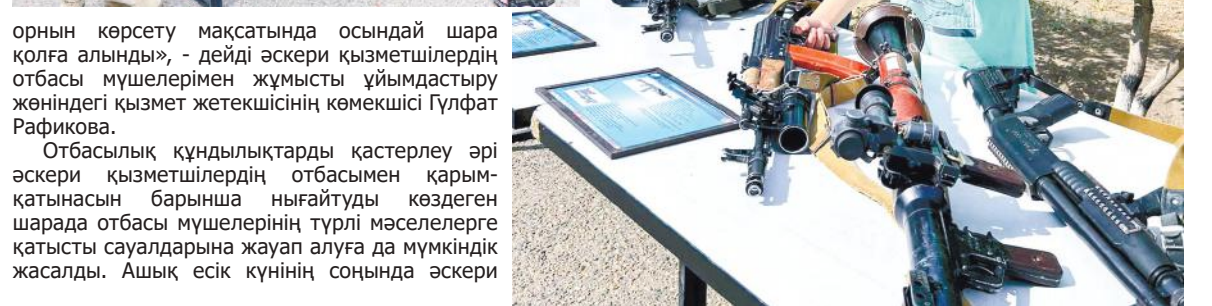 орнын көрсету мақсатында осындай шара
қолға алынды», - дейді әскери қызметшілердің
отбасы мүшелерімен жұмысты ұйымдастыру
жөніндегі қызмет жетекшісінің көмекшісі Гүлфат
Рафикова.
Отбасылық құндылықтарды қастерлеу әрі
әскери қызметшілердің отбасымен қарым-
қатынасын барынша нығайтуды көздеген
шарада отбасы мүшелерінің түрлі мәселелерге
қатысты сауалдарына жауап алуға да мүмкіндік
жасалды. Ашық есік күнінің соңында әскери